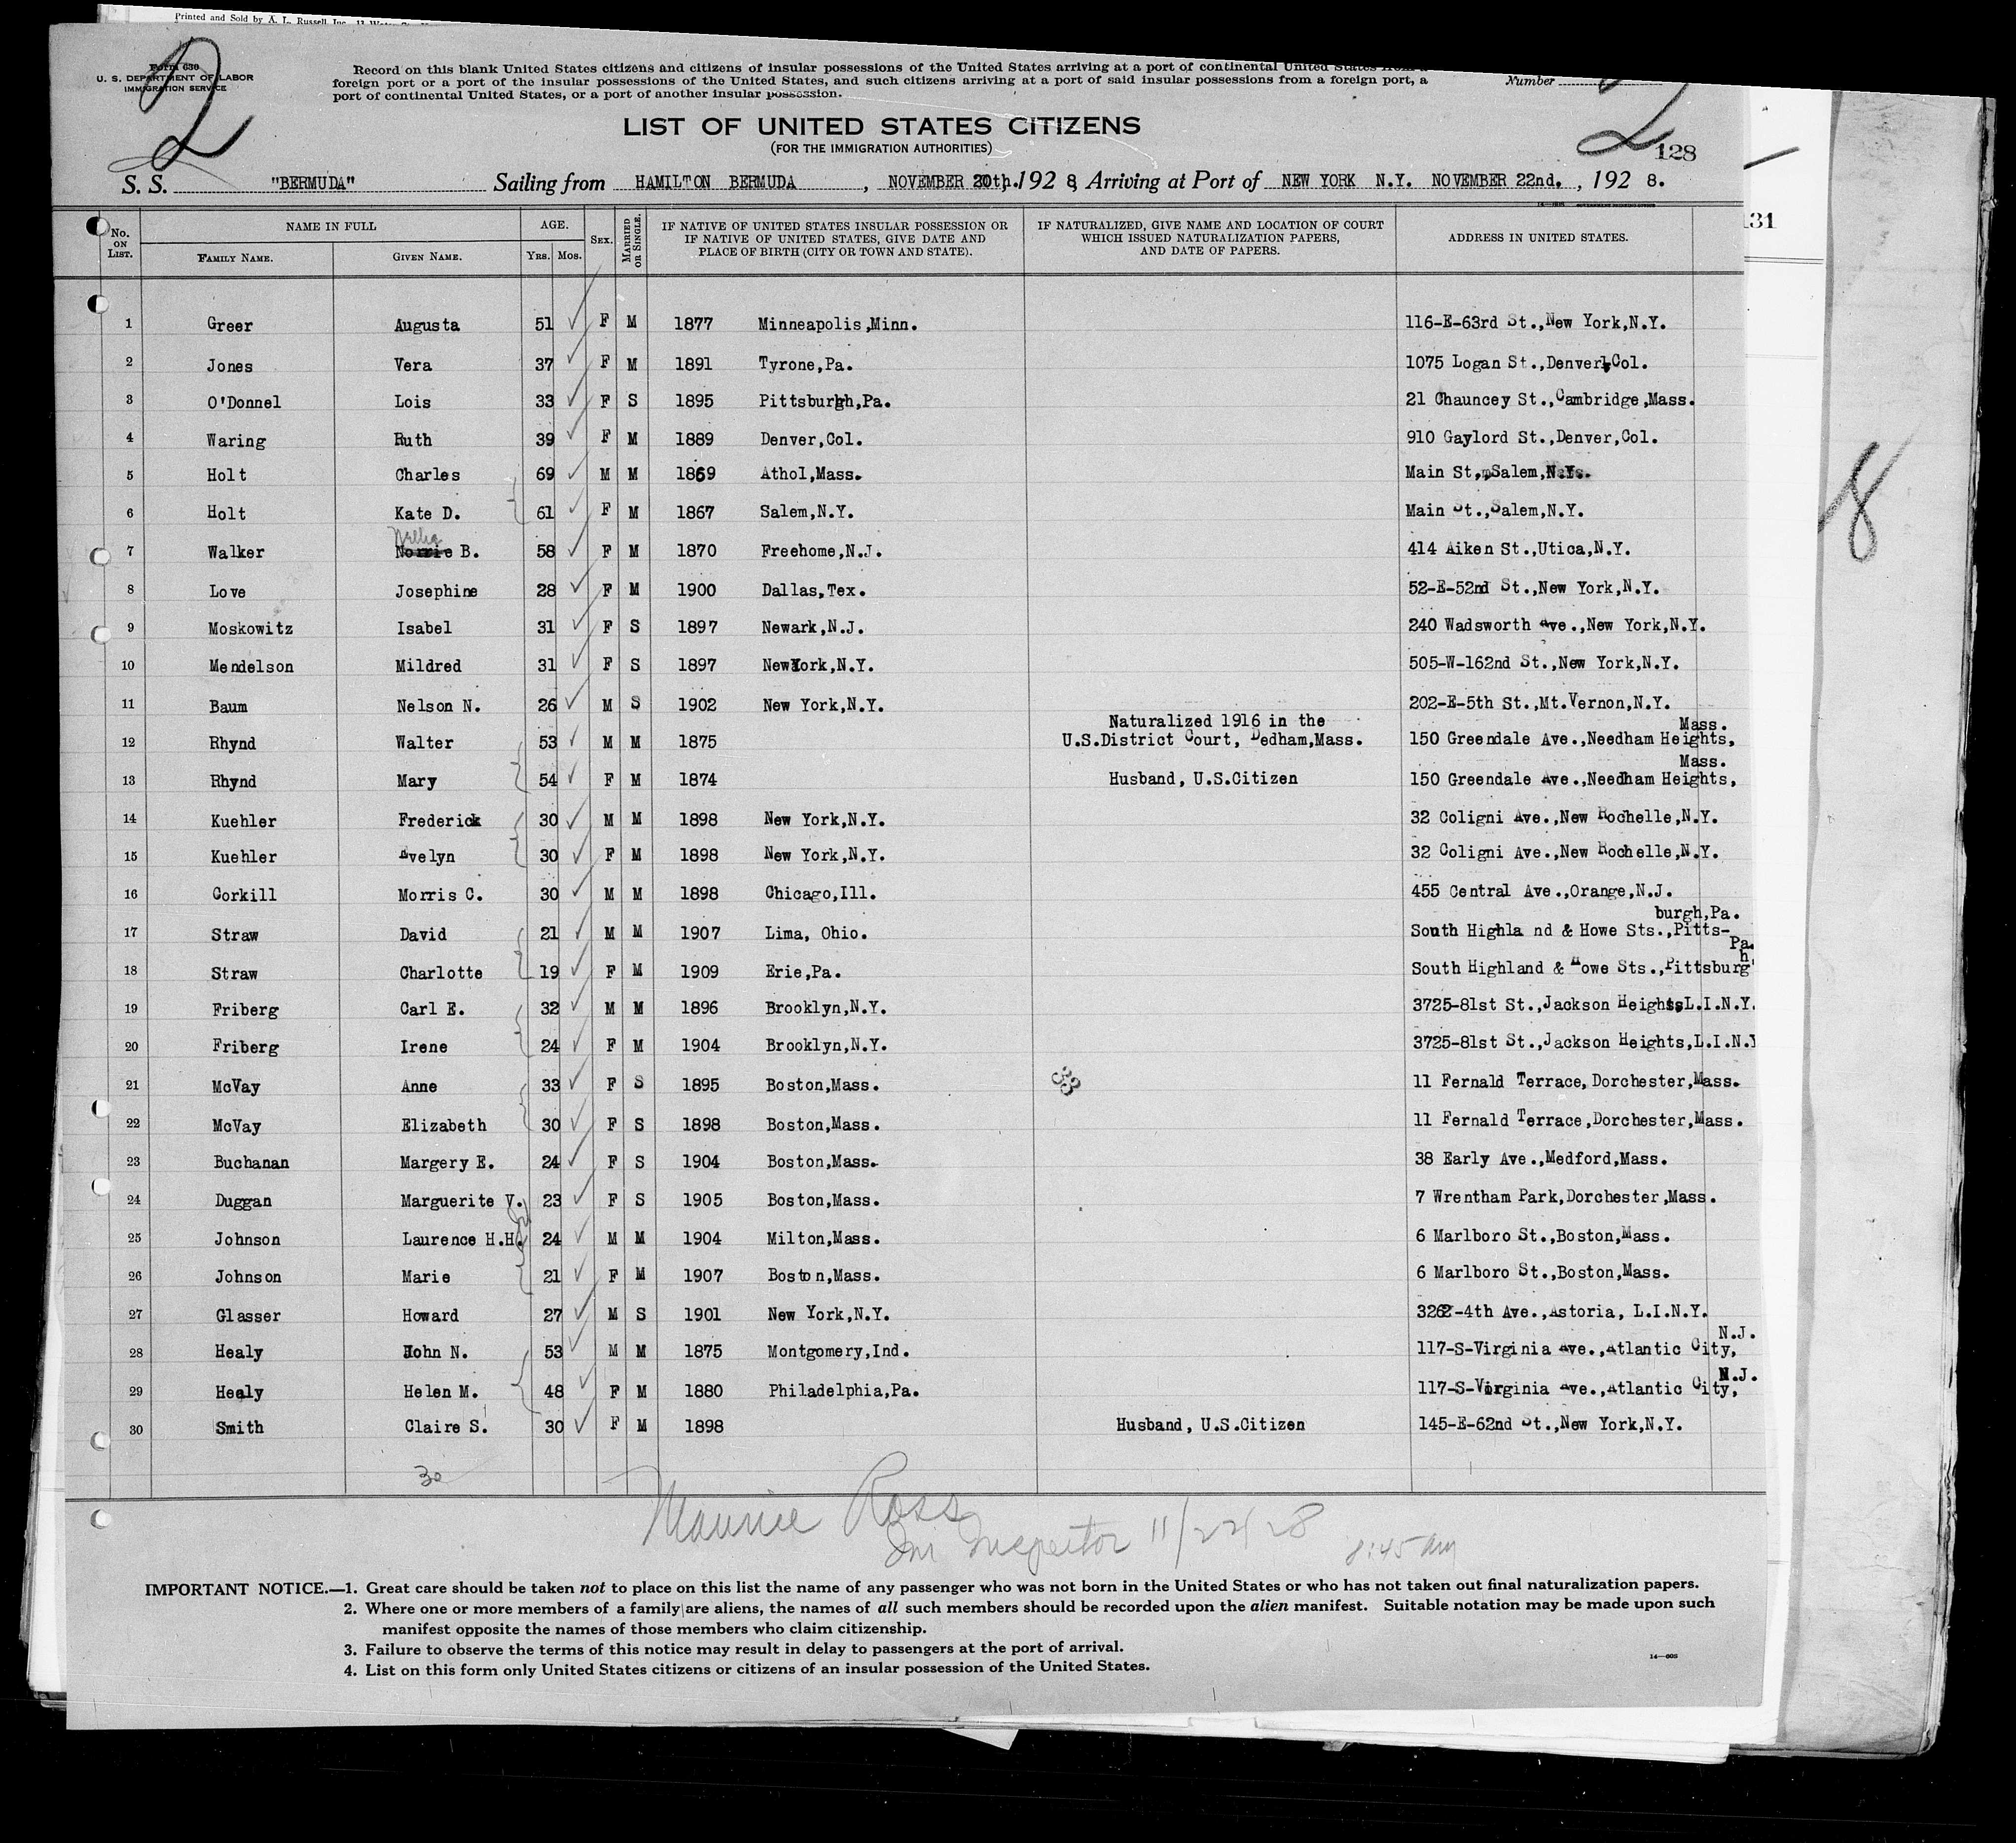 Printed and Sold by A. L. Russell Inc.
2
Form 630
U. S. DEPARTMENT OF LABOR
IMMIGRATION SERVICE
Record on this blank United States citizens and citizens of insular possessions of the United States arriving at a port of continental United States from a
foreign port or a port of the insular possessions of the United States, and such citizens arriving at a port of said insular possessions from a foreign port, a
port of continental United States, or a port of another insular possession.
Number
2
128
LIST OF UNITED STATES CITIZENS
(FOR THE IMMIGRATION AUTHORITIES)
S. S. "BERMUDA" Sailing from HAMILTON BERMUDA, NOVEMBER 20th. 192 8, Arriving at Port of NEW YORK N.Y. NOVEMBER 22nd., 192 8.
131
No. ON LIST. NAME IN FULL FAMILY NAME. GIVEN NAME. AGE. YRS. MOS. SEX. MARRIED OR SINGLE. IF NATIVE OF UNITED STATES INSULAR POSSESSION OR IF NATIVE OF UNITED STATES, GIVE DATE AND PLACE OF BIRTH (CITY OR TOWN AND STATE). IF NATURALIZED, GIVE NAME AND LOCATION OF COURT WHICH ISSUED NATURALIZATION PAPERS, AND DATE OF PAPERS. ADDRESS IN UNITED STATES.
1 Greer Augusta 51 F M 1877 Minneapolis,Minn. 116-E-63rd St.,New York,N.Y.
2 Jones Vera 37 F M 1891 Tyrone,Pa. 1075 Logan St.,Denver,Col.
3 O'Donnel Lois 33 F S 1895 Pittsburgh,Pa. 21 Chauncey St.,Cambridge,Mass.
4 Waring Ruth 39 F M 1889 Denver,Col. 910 Gaylord St.,Denver,Col.
5 Holt Charles 69 M M 1869 Athol,Mass. Main St.,Salem,N.Y.
6 Holt Kate D. 61 F M 1867 Salem,N.Y. Main St.,Salem,N.Y.
7 Walker B. 58 F M 1870 Freehome,N.J. 414 Aiken St.,Utica,N.Y.
8 Love Josephine 28 F M 1900 Dallas,Tex. 52-E-52nd St.,New York,N.Y.
9 Moskowitz Isabel 31 F S 1897 Newark,N.J. 240 Wadsworth Ave.,New York,N.Y.
10 Mendelson Mildred 31 F S 1897 New York,N.Y. 505-W-162nd St.,New York,N.Y.
11 Baum Nelson N. 26 M S 1902 New York,N.Y. 202-E-5th St.,Mt.Vernon,N.Y.
12 Rhynd Walter 53 M M 1875 Naturalized 1916 in the U.S.District Court, Dedham,Mass. 150 Greendale Ave.,Needham Heights, Mass.
13 Rhynd Mary 54 F M 1874 Husband, U.S.Citizen 150 Greendale Ave.,Needham Heights, Mass.
14 Kuehler Frederick 30 M M 1898 New York,N.Y. 32 Coligni Ave.,New Rochelle,N.Y.
15 Kuehler Evelyn 30 F M 1898 New York,N.Y. 32 Coligni Ave.,New Rochelle,N.Y.
16 Corkill Morris C. 30 M M 1898 Chicago,Ill. 455 Central Ave.,Orange,N.J.
17 Straw David 21 M M 1907 Lima, Ohio. South Highla nd & Howe Sts.,Pitts-burgh,Pa.
18 Straw Charlotte 19 F M 1909 Erie,Pa. South Highland & Howe Sts.,Pittsburgh Pa.
19 Friberg Carl E. 32 M M 1896 Brooklyn,N.Y. 3725-81st St.,Jackson Heights,L.I.N.Y.
20 Friberg Irene 24 F M 1904 Brooklyn,N.Y. 3725-81st St.,Jackson Heights,L.I.N.Y
21 McVay Anne 33 F S 1895 Boston,Mass. 33 11 Fernald Terrace,Dorchester,Mass.
22 McVay Elizabeth 30 F S 1898 Boston,Mass. 11 Fernald Terrace,Dorchester,Mass.
23 Buchanan Margery E. 24 F S 1904 Boston,Mass. 38 Early Ave.,Medford,Mass.
24 Duggan Marguerite V. 23 F S 1905 Boston,Mass. 7 Wrentham Park,Dorchester,Mass.
25 Johnson Laurence H.H. 24 M M 1904 Milton,Mass. 6 Marlboro St.,Boston,Mass.
26 Johnson Marie 21 F M 1907 Boston,Mass. 6 Marlboro St.,Boston,Mass.
27 Glasser Howard 27 M S 1901 New York,N.Y. 3262-4th Ave.,Astoria, L.I.N.Y.
28 Healy John N. 53 M M 1875 Montgomery,Ind. 117-S-Virginia Ave.,Atlantic City, N.J.
29 Healy Helen M. 48 F M 1880 Philadelphia,Pa. 117-S-Virginia Ave.,Atlantic City, N.J.
30 Smith Claire S. 30 F M 1898 Husband, U.S.Citizen 145-E-62nd St.,New York,N.Y.
30
8
Maurice Ross
Im Inspector 11/22/28 8:45 am
IMPORTANT NOTICE.—1. Great care should be taken not to place on this list the name of any passenger who was not born in the United States or who has not taken out final naturalization papers.
2. Where one or more members of a family are aliens, the names of all such members should be recorded upon the alien manifest. Suitable notation may be made upon such
manifest opposite the names of those members who claim citizenship.
3. Failure to observe the terms of this notice may result in delay to passengers at the port of arrival.
4. List on this form only United States citizens or citizens of an insular possession of the United States.